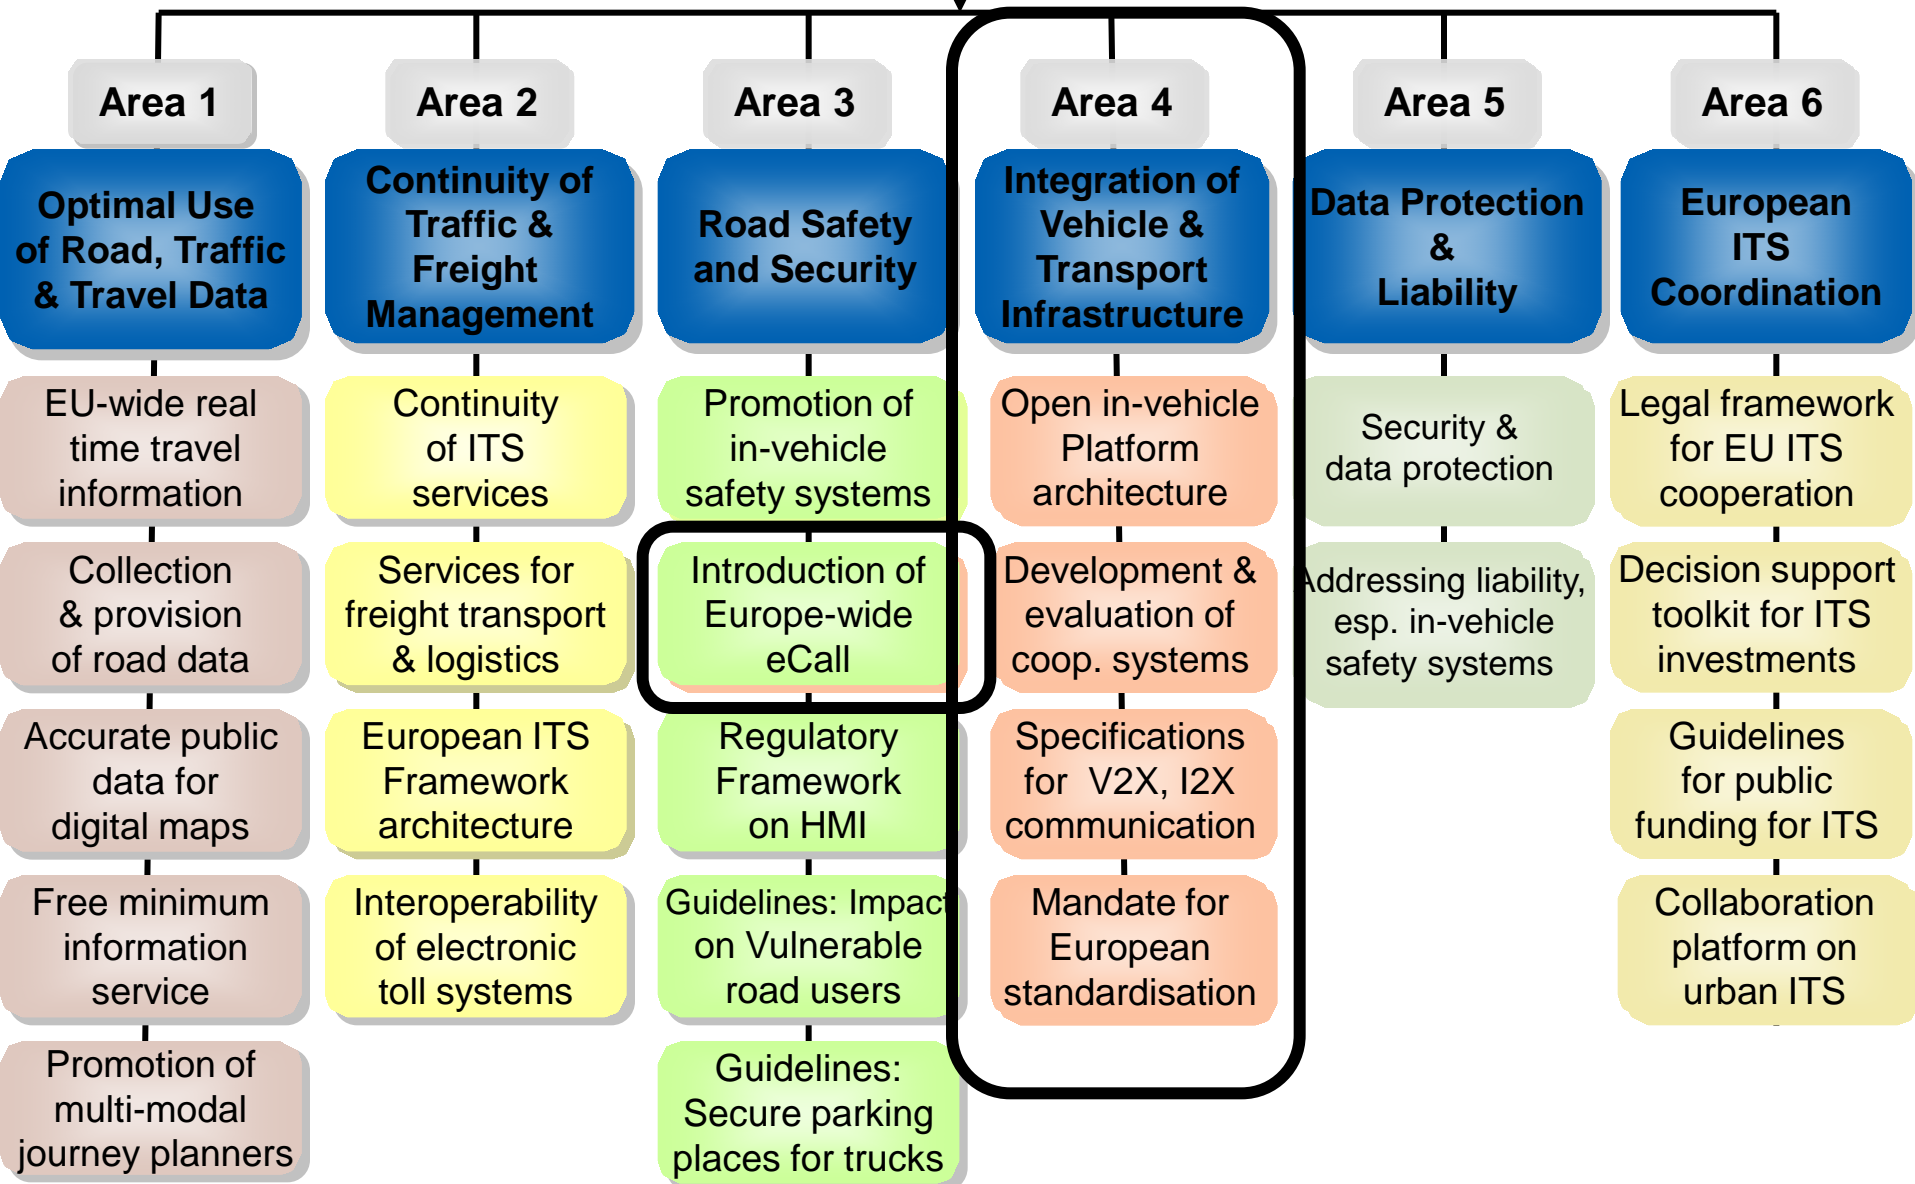 Area 1
Optimal Use
of Road, Traffic
& Travel Data
EU-wide real
time travel
information
Collection
& provision
of road data
Accurate public
data for
digital maps
Free minimum
information
service
Promotion of
multi-modal
journey planners
Area 2
Continuity of
Traffic &
Freight
Management
Continuity
of ITS
services
Services for
freight transport
& logistics
European ITS
Framework
architecture
Interoperability
of electronic
toll systems
Area 3
Road Safety
and Security
Promotion of
in-vehicle
safety systems
Introduction of
Europe-wide
eCall
Regulatory
Framework
on HMI
Guidelines: Impact
on Vulnerable
road users
Guidelines:
Secure parking
places for trucks
Area 4
Integration of
Vehicle &
Transport
Infrastructure
Open in-vehicle
Platform
architecture
Development &
evaluation of
coop. systems
Specifications
for V2X, I2X
communication
Mandate for
European
standardisation
Area 5
Data Protection
&
Liability
Security &
data protection
Addressing liability,
esp. in-vehicle
safety systems
Area 6
European
ITS
Coordination
Legal framework
for EU ITS
cooperation
Decision support
toolkit for ITS
investments
Guidelines
for public
funding for ITS
Collaboration
platform on
urban ITS